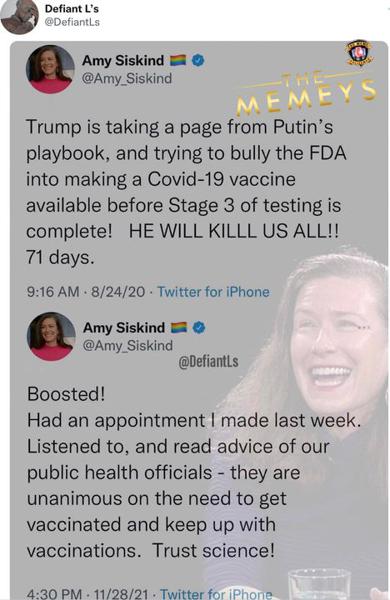 Defiant L's
@DefiantLs
Amy Siskind
@Amy_Siskind
THE
MEMEYS
Trump is taking a page from Putin's
playbook, and trying to bully the FDA
into making a Covid-19 vaccine
available before Stage 3 of testing is
complete!   HE WILL KILLL US ALL!!
71 days.
9:16 AM · 8/24/20 · Twitter for iPhone
Amy Siskind
@Amy_Siskind
@DefiantLs
Boosted!
Had an appointment I made last week.
Listened to, and read advice of our
public health officials - they are
unanimous on the need to get
vaccinated and keep up with
vaccinations.  Trust science!
4:30 PM · 11/28/21 · Twitter for iPhone